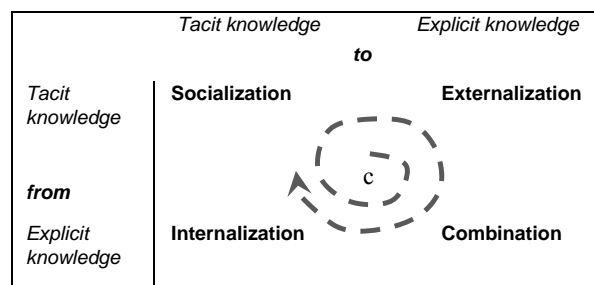 Tacit knowledge Explicit knowledge
to
Tacit knowledge
Socialization Externalization
c
from
Explicit knowledge
Internalization Combination